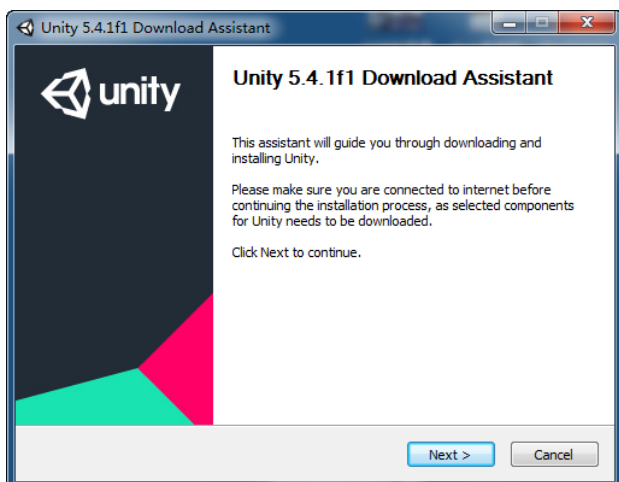 Unity 5.4.1f1 Download Assistant
unity
Unity 5.4.1f1 Download Assistant
This assistant will guide you through downloading and
installing Unity.
Please make sure you are connected to internet before
continuing the installation process, as selected components
for Unity needs to be downloaded.
Click Next to continue.
Next >
Cancel